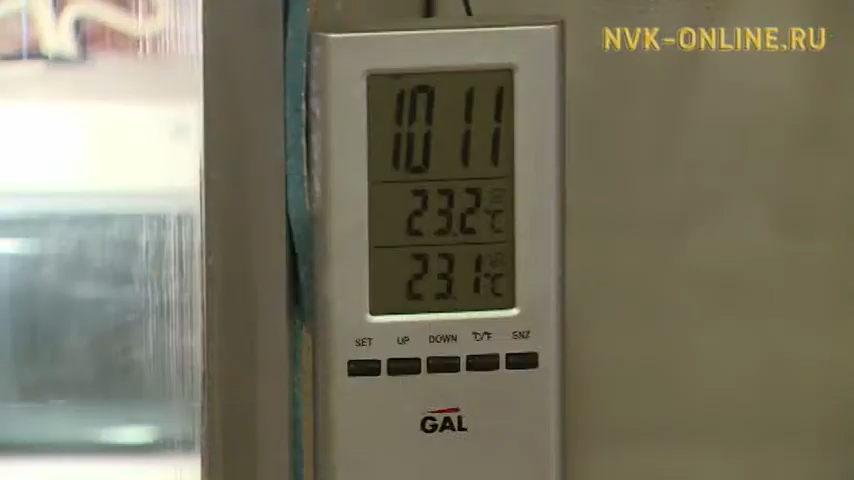 NVK-ONLINE.RU
10 11
23.2 °C
23.1 °C
SET UP DOWN °C/°F SNZ
GAL